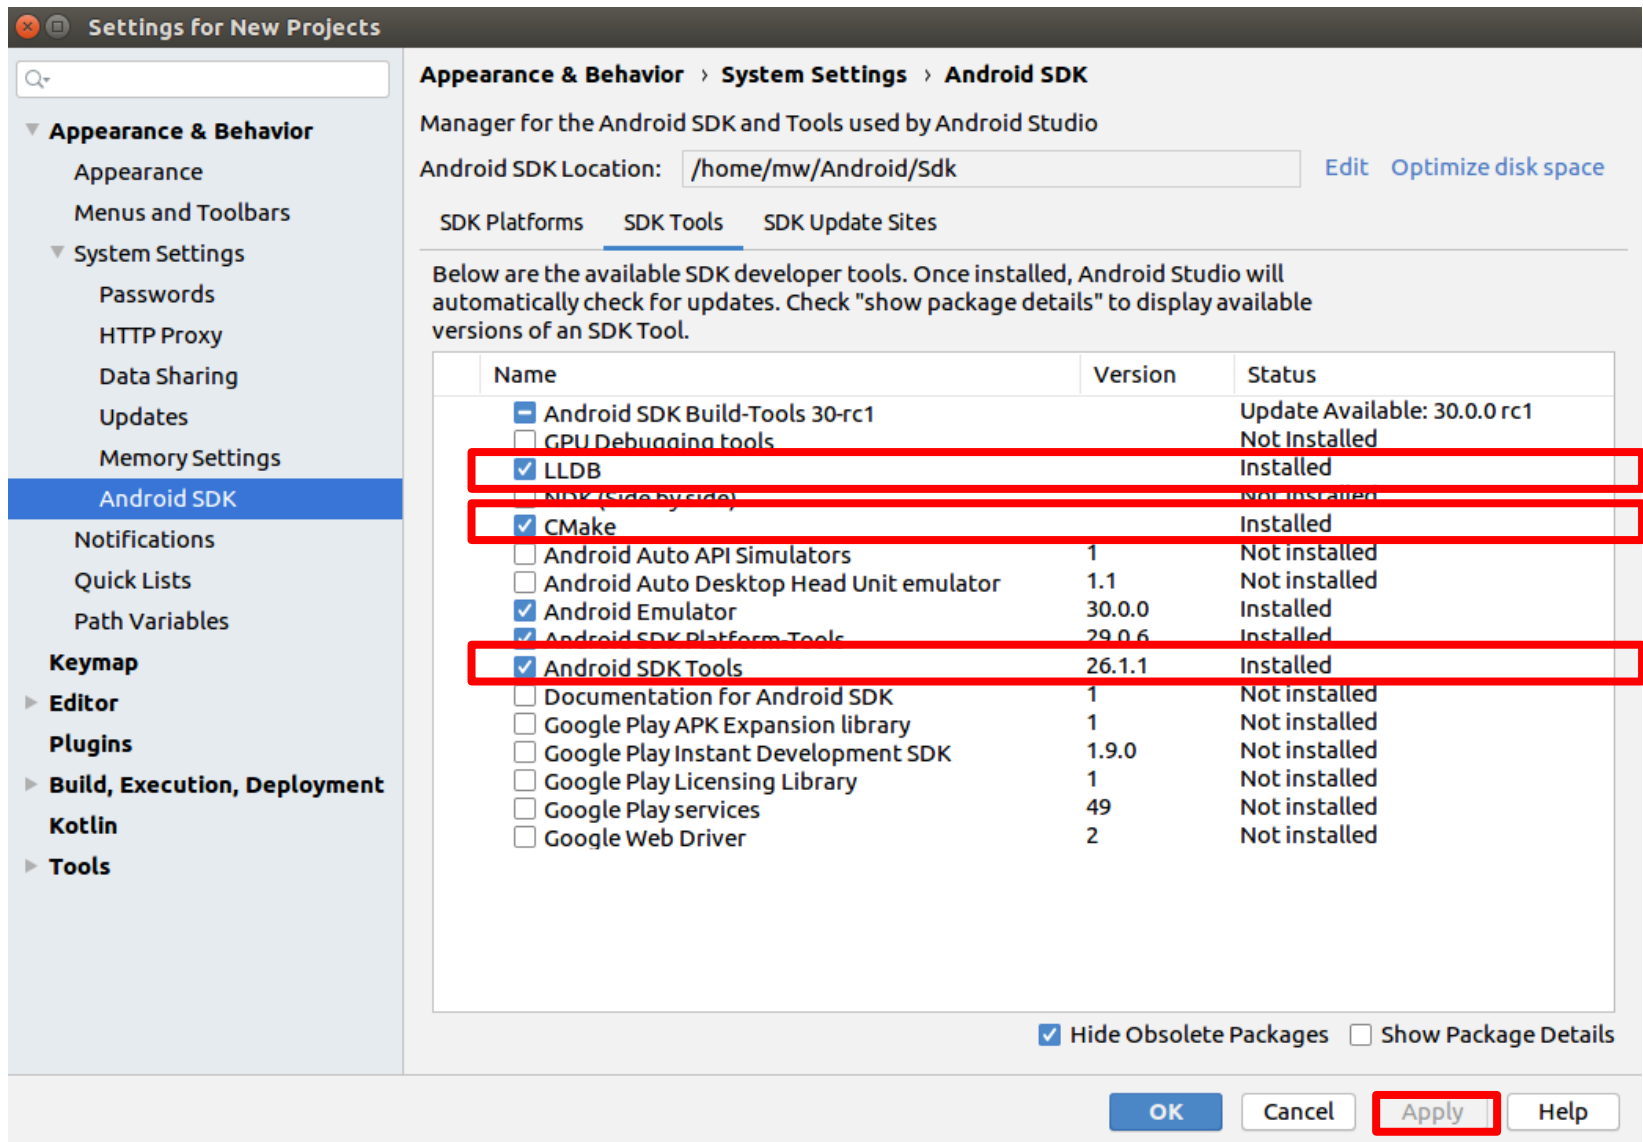 Settings for New Projects
Appearance & Behavior
Appearance
Menus and Toolbars
System Settings
Passwords
HTTP Proxy
Data Sharing
Updates
Memory Settings
Android SDK
Notifications
Quick Lists
Path Variables
Keymap
Editor
Plugins
Build, Execution, Deployment
Kotlin
Tools
Appearance & Behavior › System Settings › Android SDK
Manager for the Android SDK and Tools used by Android Studio
Android SDK Location: /home/mw/Android/Sdk Edit Optimize disk space
SDK Platforms SDK Tools SDK Update Sites
Below are the available SDK developer tools. Once installed, Android Studio will
automatically check for updates. Check "show package details" to display available
versions of an SDK Tool.
Name Version Status
Android SDK Build-Tools 30-rc1 Update Available: 30.0.0 rc1
GPU Debugging tools Not Installed
LLDB Installed
NDK (Side by side) Not Installed
CMake Installed
Android Auto API Simulators 1 Not installed
Android Auto Desktop Head Unit emulator 1.1 Not installed
Android Emulator 30.0.0 Installed
Android SDK Platform-Tools 29.0.6 Installed
Android SDK Tools 26.1.1 Installed
Documentation for Android SDK 1 Not installed
Google Play APK Expansion library 1 Not installed
Google Play Instant Development SDK 1.9.0 Not installed
Google Play Licensing Library 1 Not installed
Google Play services 49 Not installed
Google Web Driver 2 Not installed
Hide Obsolete Packages Show Package Details
OK Cancel Apply Help